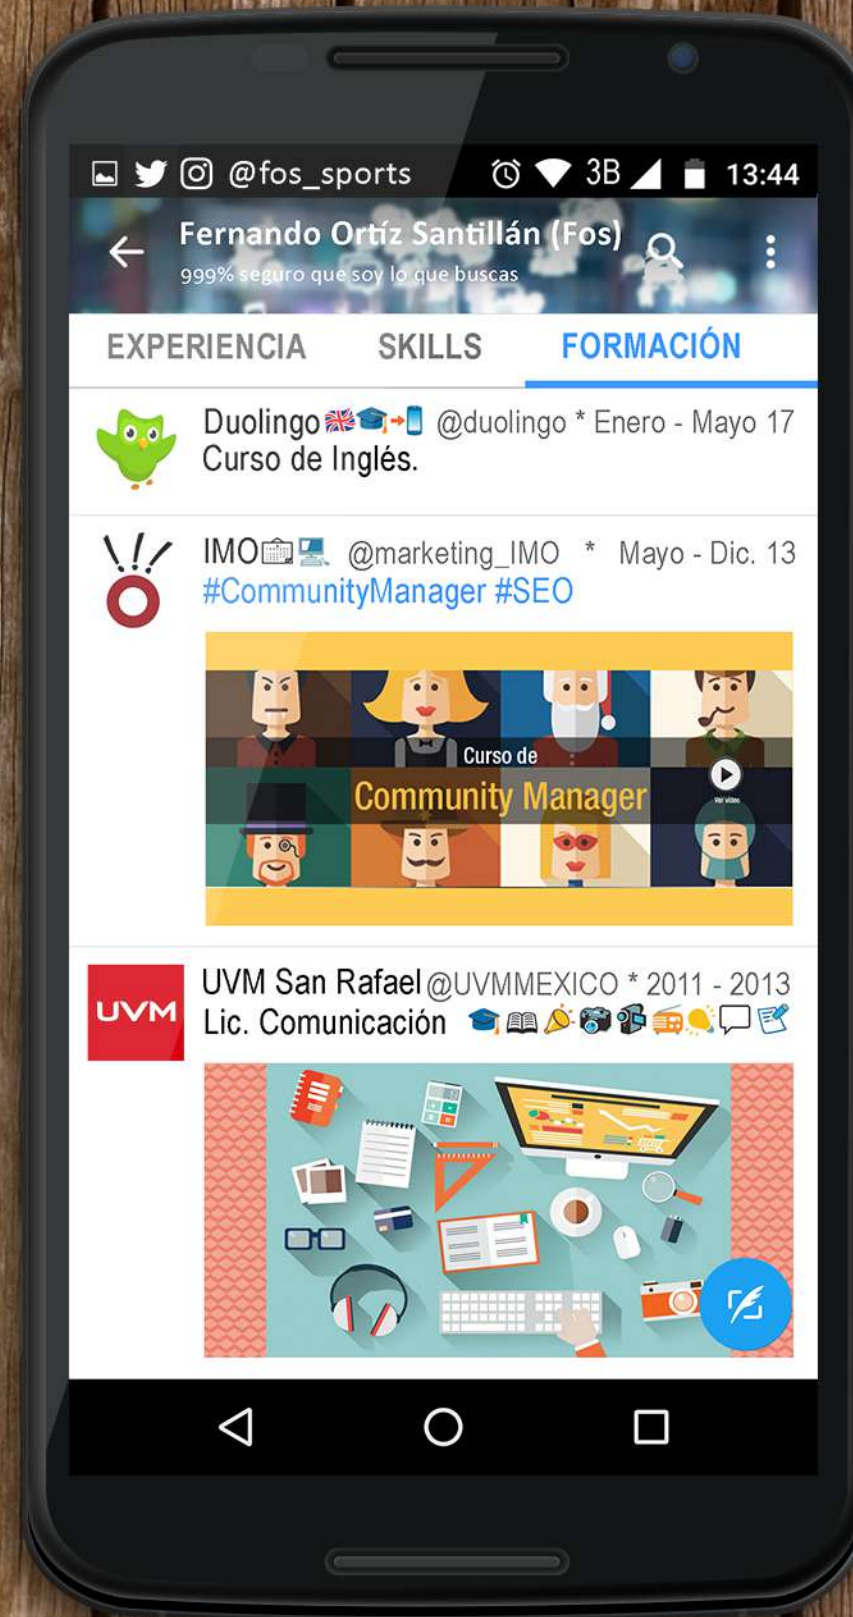 @fos_sports 3B 13:44
Fernando Ortíz Santillán (Fos)
999% seguro que soy lo que buscas
EXPERIENCIA SKILLS FORMACIÓN
Duolingo @duolingo * Enero - Mayo 17
Curso de Inglés.
IMO @marketing_IMO * Mayo - Dic. 13
#CommunityManager #SEO
Curso de
Community Manager
Ver vídeo
UVM
UVM San Rafael @UVMMEXICO * 2011 - 2013
Lic. Comunicación